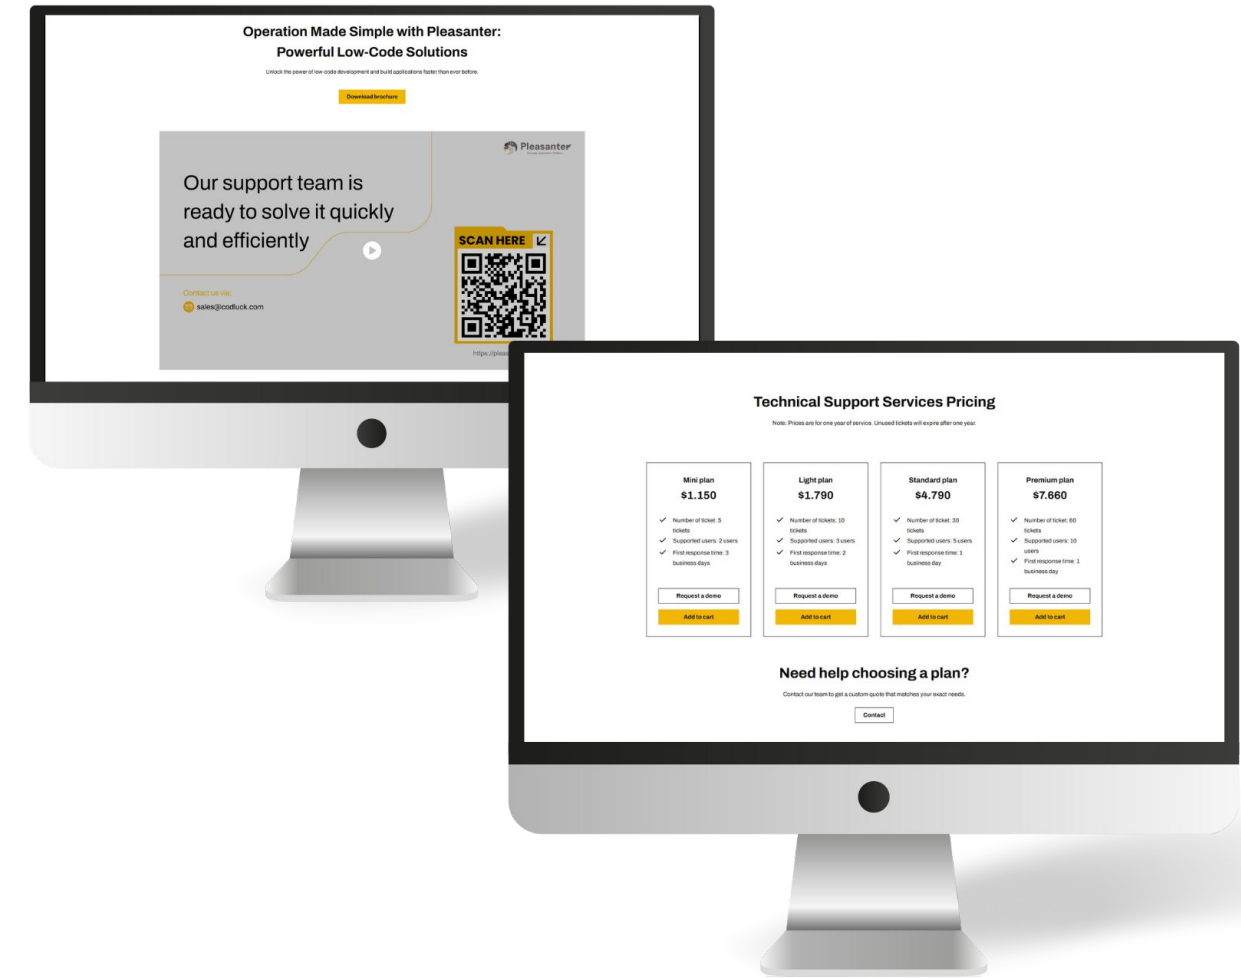 Operation Made Simple with Pleasanter:
Powerful Low-Code Solutions
Unlock the power of low-code development and build applications faster than ever before.
Download brochure
Pleasanter
Our support team is
ready to solve it quickly
and efficiently
SCAN HERE
Contact us via:
sales@codluck.com
Technical Support Services Pricing
Note: Prices are for one year of service. Unused tickets will expire after one year.
Mini plan
$1.150
Number of ticket: 5
tickets
Supported users: 2 users
First response time: 3
business days
Request a demo
Add to cart
Light plan
$1.790
Number of tickets: 10
tickets
Supported users: 3 users
First response time: 2
business days
Request a demo
Add to cart
Standard plan
$4.790
Number of ticket: 30
tickets
Supported users: 5 users
First response time: 1
business day
Request a demo
Add to cart
Premium plan
$7.660
Number of ticket: 60
tickets
Supported users: 10
users
First response time: 1
business day
Request a demo
Add to cart
Need help choosing a plan?
Contact our team to get a custom quote that matches your exact needs.
Contact